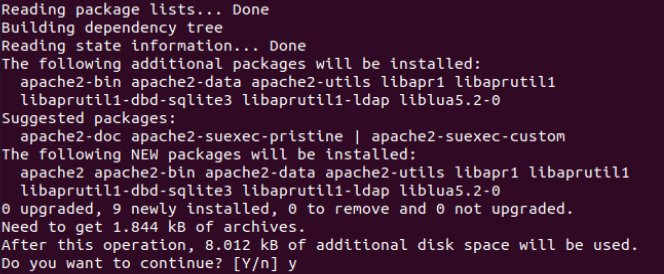 Reading package lists... Done
Building dependency tree
Reading state information... Done
The following additional packages will be installed:
  apache2-bin apache2-data apache2-utils libapr1 libaprutil1
  libaprutil1-dbd-sqlite3 libaprutil1-ldap liblua5.2-0
Suggested packages:
  apache2-doc apache2-suexec-pristine | apache2-suexec-custom
The following NEW packages will be installed:
  apache2 apache2-bin apache2-data apache2-utils libapr1 libaprutil1
  libaprutil1-dbd-sqlite3 libaprutil1-ldap liblua5.2-0
0 upgraded, 9 newly installed, 0 to remove and 0 not upgraded.
Need to get 1.844 kB of archives.
After this operation, 8.012 kB of additional disk space will be used.
Do you want to continue? [Y/n] y